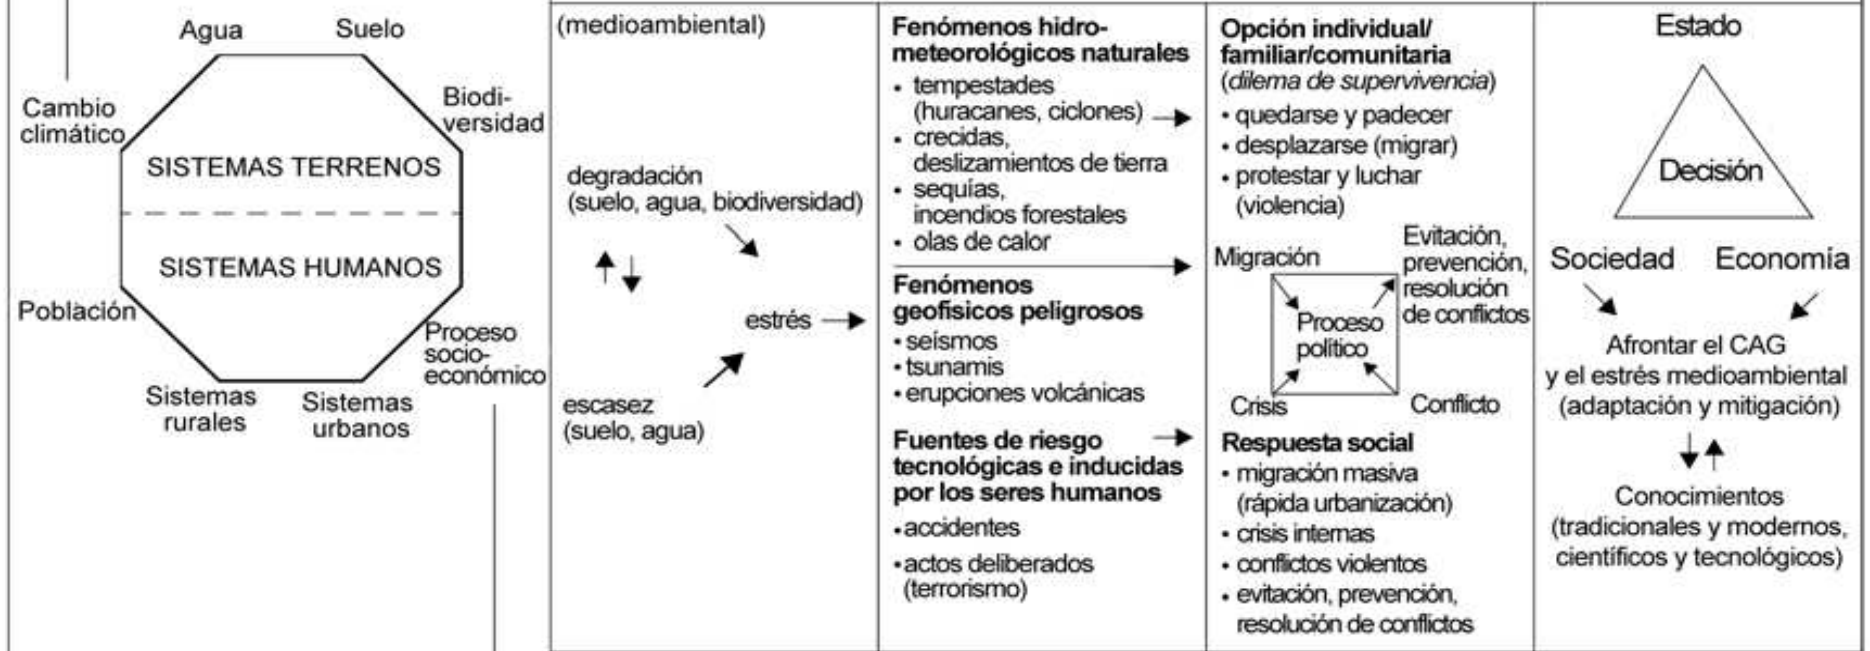 Agua
Suelo
Cambio
climático
Biodi-
versidad
SISTEMAS TERRENOS
SISTEMAS HUMANOS
Población
Proceso
socio-
económico
Sistemas
rurales
Sistemas
urbanos
(medioambiental)
degradación
(suelo, agua, biodiversidad)
estrés
escasez
(suelo, agua)
Fenómenos hidro-
meteorológicos naturales
• tempestades
(huracanes, ciclones)
• crecidas,
deslizamientos de tierra
• sequías,
incendios forestales
• olas de calor
Fenómenos
geofísicos peligrosos
• seísmos
• tsunamis
• erupciones volcánicas
Fuentes de riesgo
tecnológicas e inducidas
por los seres humanos
• accidentes
• actos deliberados
(terrorismo)
Opción individual/
familiar/comunitaria
(dilema de supervivencia)
• quedarse y padecer
• desplazarse (migrar)
• protestar y luchar
(violencia)
Migración
Evitación,
prevención,
resolución
de conflictos
Proceso
político
Crisis
Conflicto
Respuesta social
• migración masiva
(rápida urbanización)
• crisis internas
• conflictos violentos
• evitación, prevención,
resolución de conflictos
Estado
Decisión
Sociedad
Economía
Afrontar el CAG
y el estrés medioambiental
(adaptación y mitigación)
Conocimientos
(tradicionales y modernos,
científicos y tecnológicos)